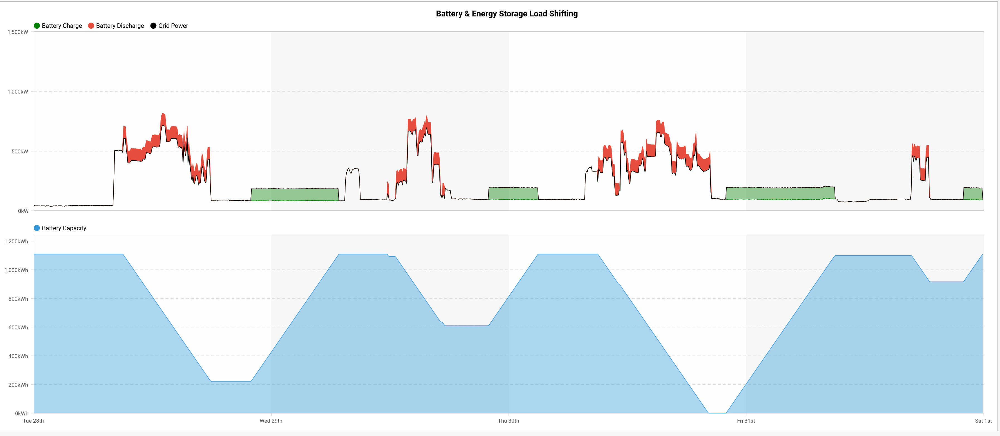 Battery & Energy Storage Load Shifting
Battery Charge Battery Discharge Grid Power
1,500kW
1,000kW
500kW
0kW
Battery Capacity
1,200kWh
1,000kWh
800kWh
600kWh
400kWh
200kWh
0kWh
Tue 28th Wed 29th Thu 30th Fri 31st Sat 1st